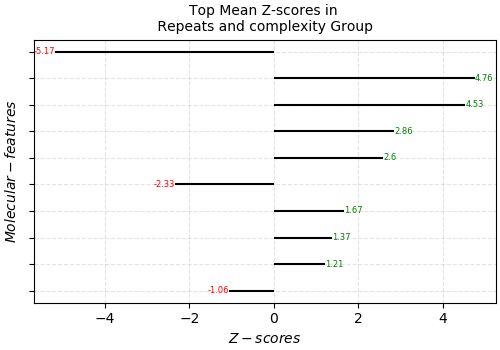 Top Mean Z-scores in
Repeats and complexity Group
-5.17
4.76
4.53
2.86
2.6
-2.33
1.67
1.37
1.21
-1.06
Molecular − features
−4 −2 0 2 4
Z − scores